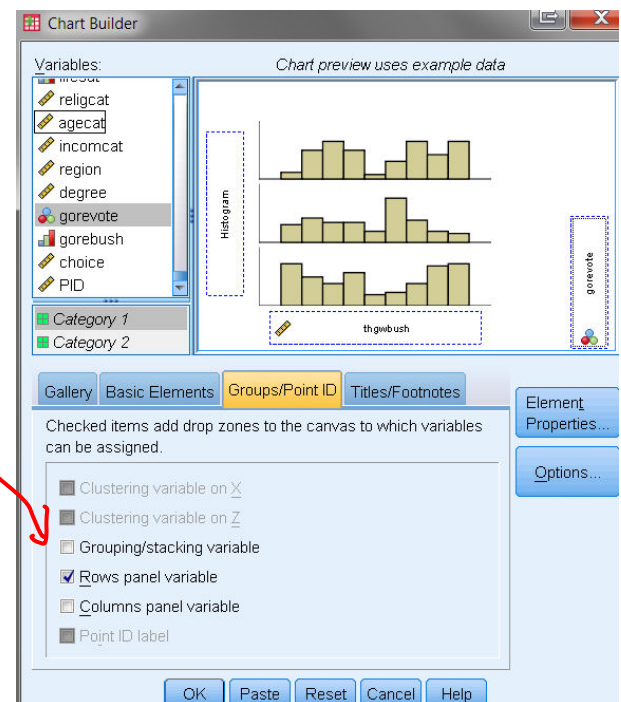 Chart Builder
Variables:
Chart preview uses example data
religcat
agecat
incomcat
region
degree
gorevote
gorebush
choice
PID
Category 1
Category 2
Histogram
thgwbush
gorevote
Gallery
Basic Elements
Groups/Point ID
Titles/Footnotes
Checked items add drop zones to the canvas to which variables
can be assigned.
Clustering variable on X
Clustering variable on Z
Grouping/stacking variable
Rows panel variable
Columns panel variable
Point ID label
Element
Properties...
Options...
OK
Paste
Reset
Cancel
Help